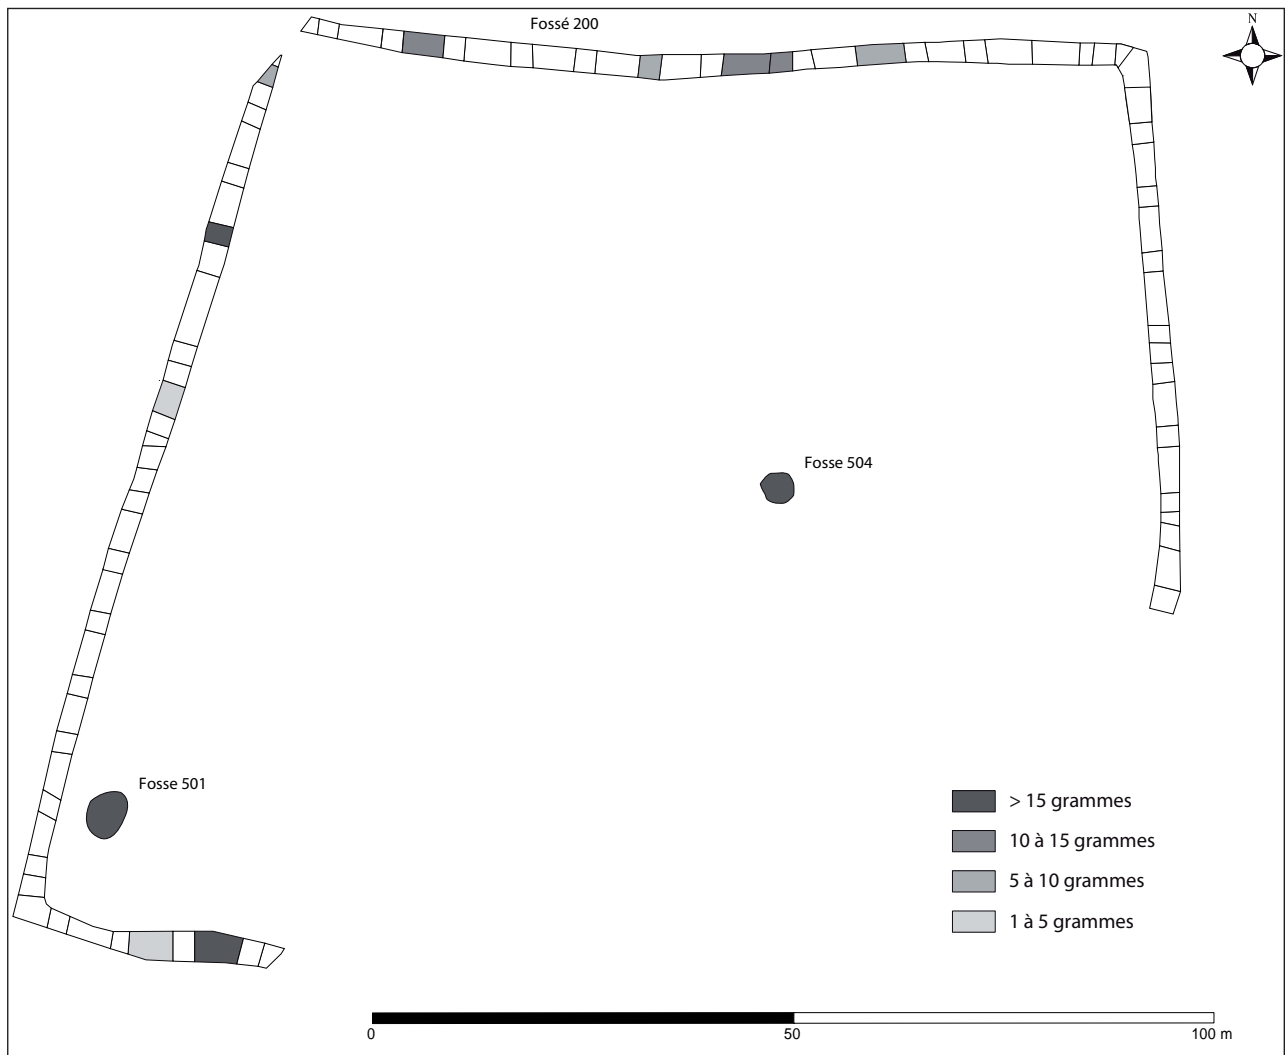 Fossé 200
N
Fosse 504
Fosse 501
> 15 grammes
10 à 15 grammes
5 à 10 grammes
1 à 5 grammes
0 50 100 m